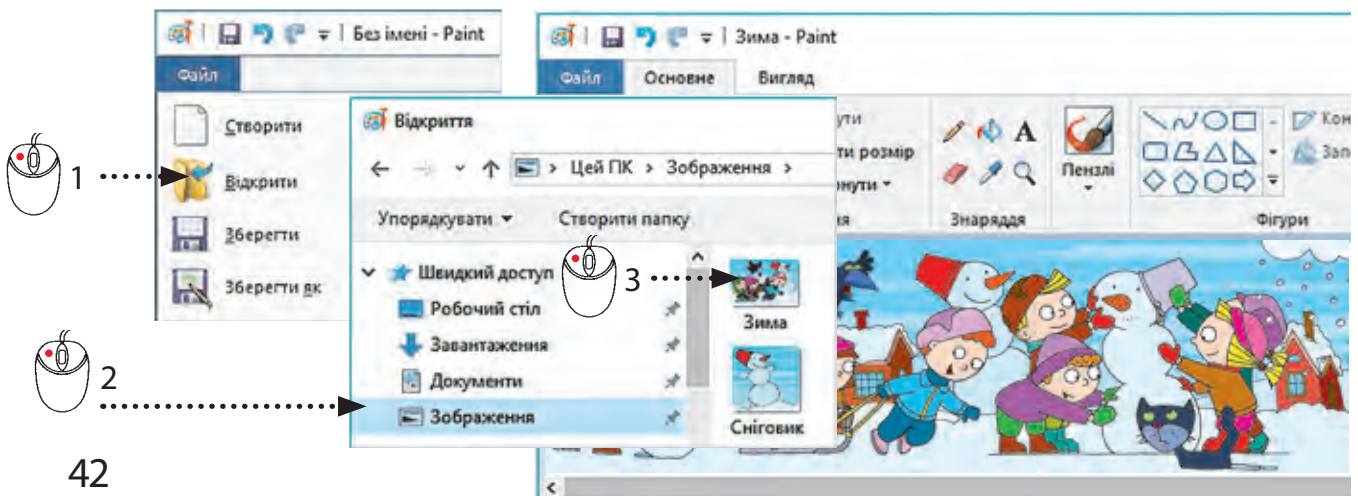 Без імені - Paint
Файл
Створити
1
Відкрити
Зберегти
Зберегти як
Відкриття
Цей ПК > Зображення >
Упорядкувати
Створити папку
Швидкий доступ
Робочий стіл
Завантаження
Документи
2
Зображення
3
Зима
Сніговик
Зима - Paint
Файл Основне Вигляд
розмір
Пензлі
A
Знаряддя
Фігури
42